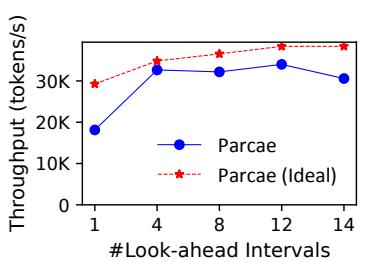 Throughput (tokens/s)
30K
20K
10K
0
Parcae
Parcae (Ideal)
1 4 8 12 14
#Look-ahead Intervals